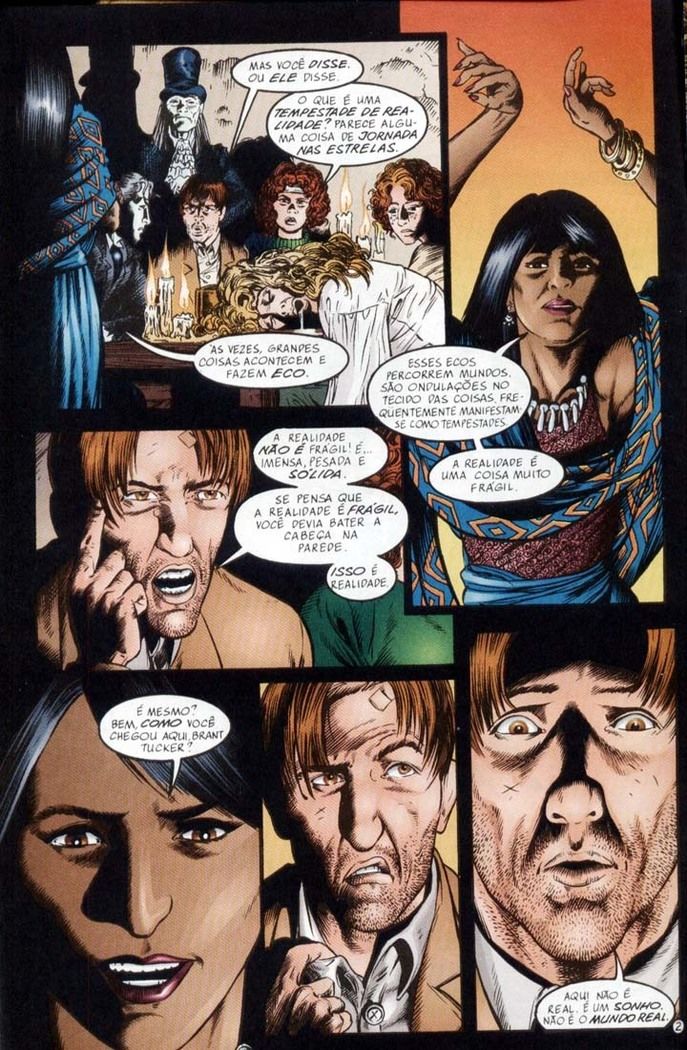 MAS VOCÊ DISSE.
OU ELE DISSE.
O QUE É UMA
TEMPESTADE DE REA-
LIDADE? PARECE ALGU-
MA COISA DE JORNADA
NAS ESTRELAS.
ÀS VEZES, GRANDES
COISAS ACONTECEM E
FAZEM ECO.
ESSES ECOS
PERCORREM MUNDOS.
SÃO ONDULAÇÕES NO
TECIDO DAS COISAS, FRE-
QÜENTEMENTE MANIFESTAM-
SE COMO TEMPESTADES.
A REALIDADE É
UMA COISA MUITO
FRÁGIL.
A REALIDADE
NÃO É FRÁGIL! É...
IMENSA, PESADA E
SÓLIDA.
SE PENSA QUE
A REALIDADE É FRÁGIL,
VOCÊ DEVIA BATER A
CABEÇA NA
PAREDE.
ISSO É
REALIDADE.
É MESMO?
BEM, COMO VOCÊ
CHEGOU AQUI, BRANT
TUCKER?
AQUI NÃO É
REAL. É UM SONHO.
NÃO É O MUNDO REAL.
2